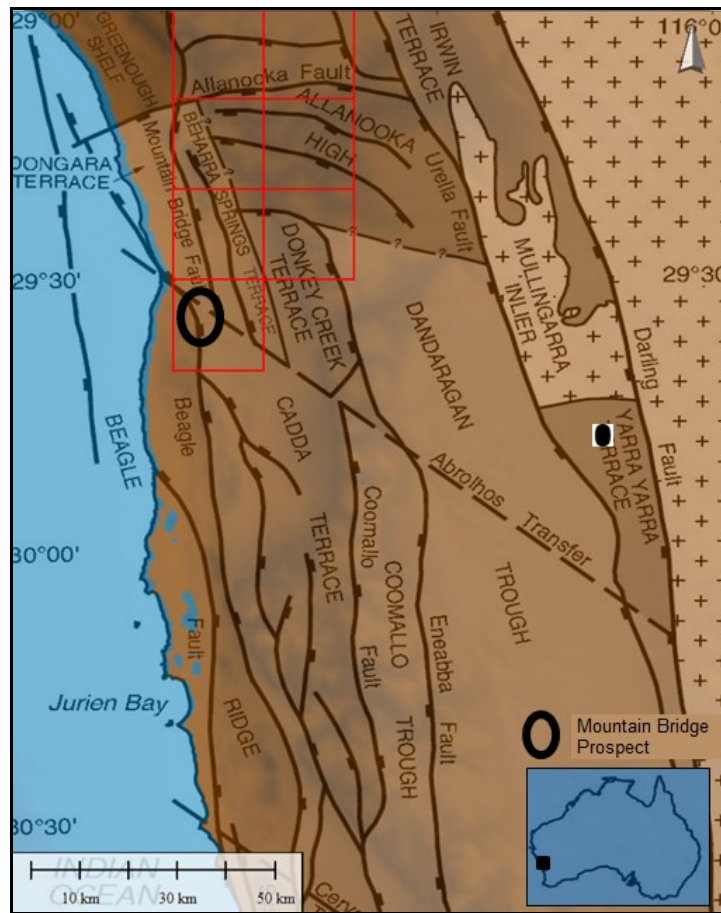 29°00'
116°0
GREENOUGH
SHELF
IRWIN
TERRACE
Allanooka Fault
ALLANOOKA
HIGH
DONGARA
TERRACE
Mountain Bridge Fau
BEHARRA SPRINGS TERRACE
Urella Fault
29°30'
29°30
DONKEY CREEK
TERRACE
MULLINGARRA
INLIER
DANDARAGAN
Darling
Fault
BEAGLE
Beagle
CADDA
YARRA YARRA
RRACE
Abrolhos
Transfer
30°00'
Coomallo
TERRACE
COOMALLO
TROUGH
Eneabba
Fault
Fault
Fault
Jurien Bay
RIDGE
TROUGH
Mountain Bridge
Prospect
30°30'
INDIAN
OCEAN
10 km
30 km
50 km
Cerv